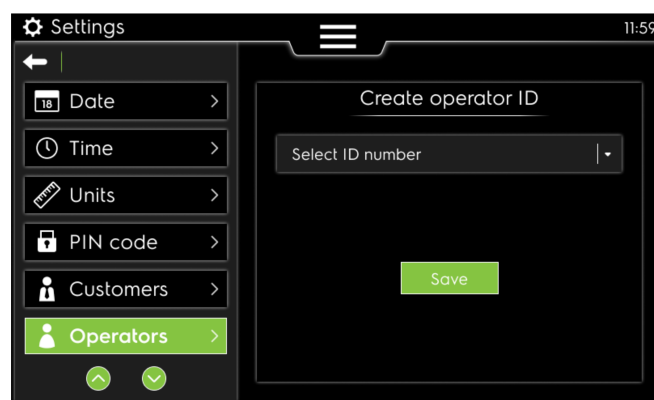 Settings
11:59
18 Date
Time
Units
PIN code
Customers
Operators
Create operator ID
Select ID number
Save